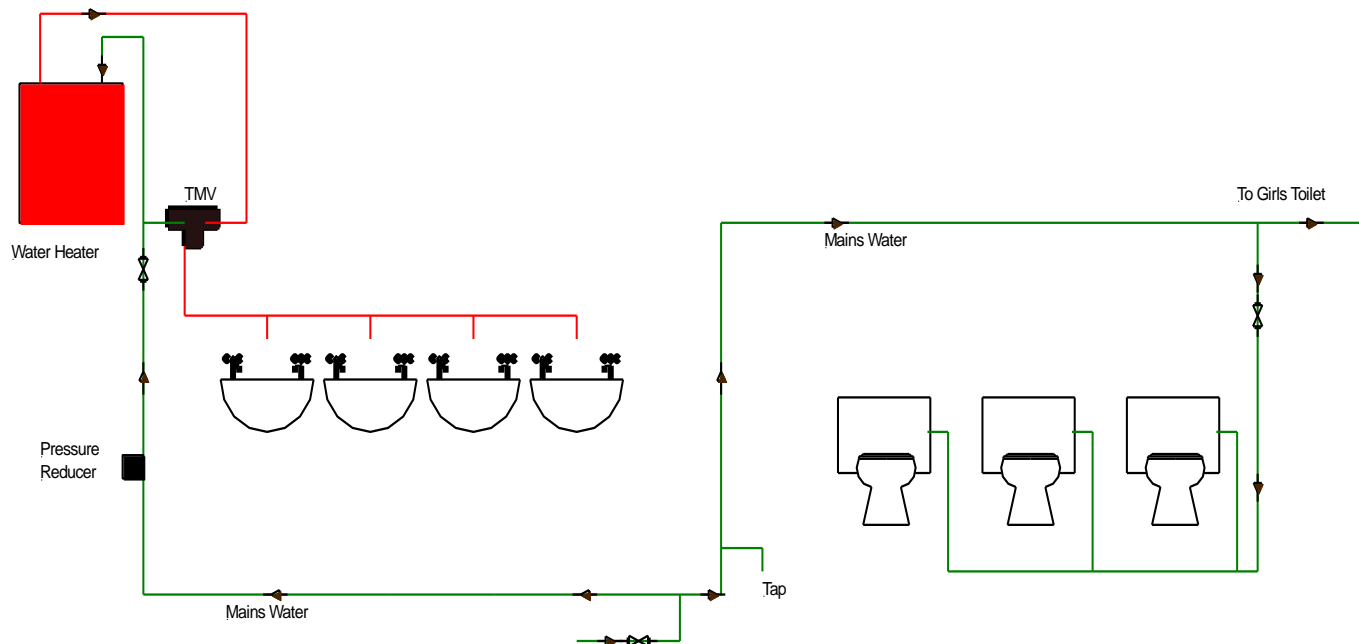 TMV
To Girls Toilet
Water Heater
Mains Water
Pressure
Reducer
Tap
Mains Water